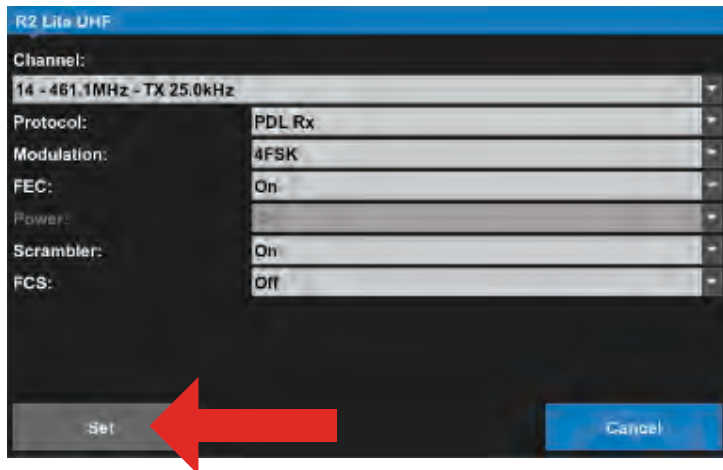 R2 Lite UHF
Channel:
14 - 461.1MHz - TX 25.0kHz
Protocol: PDL Rx
Modulation: 4FSK
FEC: On
Power:
Scrambler: On
FCS: Off
Set Cancel